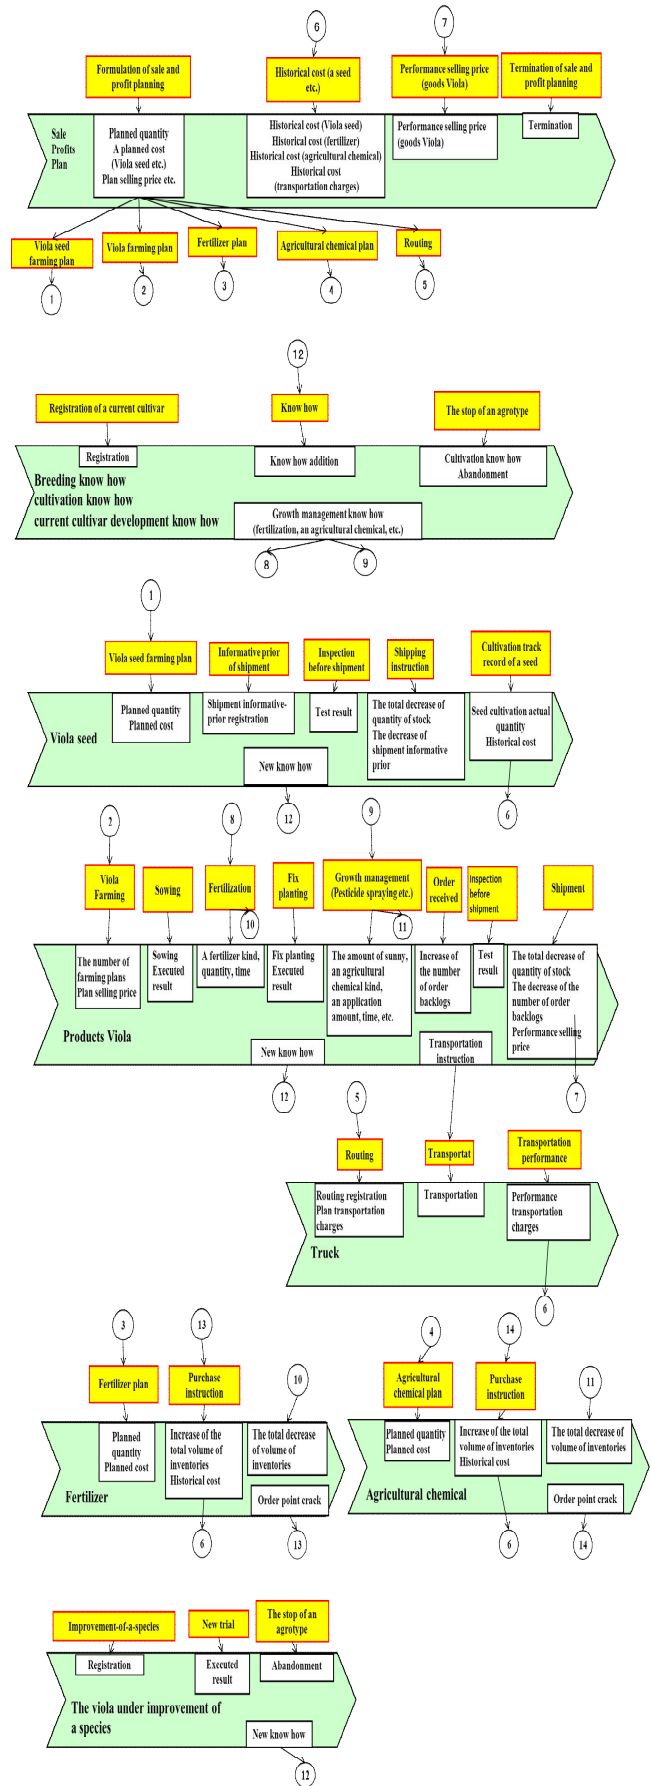 6
7
Formulation of sale and
profit planning
Historical cost (a seed
etc.)
Performance selling price
(goods Viola)
Termination of sale and
profit planning
Sale
Profits
Plan
Planned quantity
A planned cost
(Viola seed etc.)
Plan selling price etc.
Historical cost (Viola seed)
Historical cost (fertilizer)
Historical cost (agricultural chemical)
Historical cost
(transportation charges)
Performance selling price
(goods Viola)
Termination
Viola seed
farming plan
Viola farming plan
Fertilizer plan
Agricultural chemical plan
Routing
1
2
3
4
5
12
Registration of a current cultivar
Know how
The stop of an agrotype
Registration
Know how addition
Cultivation know how
Abandonment
Breeding know how
cultivation know how
current cultivar development know how
Growth management know how
(fertilization, an agricultural chemical, etc.)
8
9
1
Viola seed farming plan
Informative prior
of shipment
Inspection
before shipment
Shipping
instruction
Cultivation track
record of a seed
Viola seed
Planned quantity
Planned cost
Shipment informative-
prior registration
Test result
The total decrease of
quantity of stock
The decrease of
shipment informative
prior
Seed cultivation actual
quantity
Historical cost
New know how
12
6
2
8
9
Viola
Farming
Sowing
Fertilization
Fix
planting
Growth management
(Pesticide spraying etc.)
Order
received
Inspection
before
shipment
Shipment
10
11
The number of
farming plans
Plan selling price
Sowing
Executed
result
A fertilizer kind,
quantity, time
Fix planting
Executed
result
The amount of sunny,
an agricultural
chemical kind,
an application
amount, time, etc.
Increase of
the number
of order
backlogs
Test
result
The total decrease of
quantity of stock
The decrease of the
number of order
backlogs
Performance selling
price
Products Viola
New know how
Transportation
instruction
12
7
5
Routing
Transportat
Transportation
performance
Routing registration
Plan transportation
charges
Transportation
Performance
transportation
charges
Truck
6
3
13
10
Fertilizer plan
Purchase
instruction
Planned
quantity
Planned cost
Increase of the
total volume of
inventories
Historical cost
The total decrease
of volume of
inventories
Fertilizer
Order point crack
6
13
4
14
11
Agricultural
chemical plan
Purchase
instruction
Planned quantity
Planned cost
Increase of the total
volume of inventories
Historical cost
The total decrease of
volume of inventories
Agricultural chemical
Order point crack
6
14
Improvement-of-a-species
New trial
The stop of an
agrotype
Registration
Executed
result
Abandonment
The viola under improvement of
a species
New know how
12